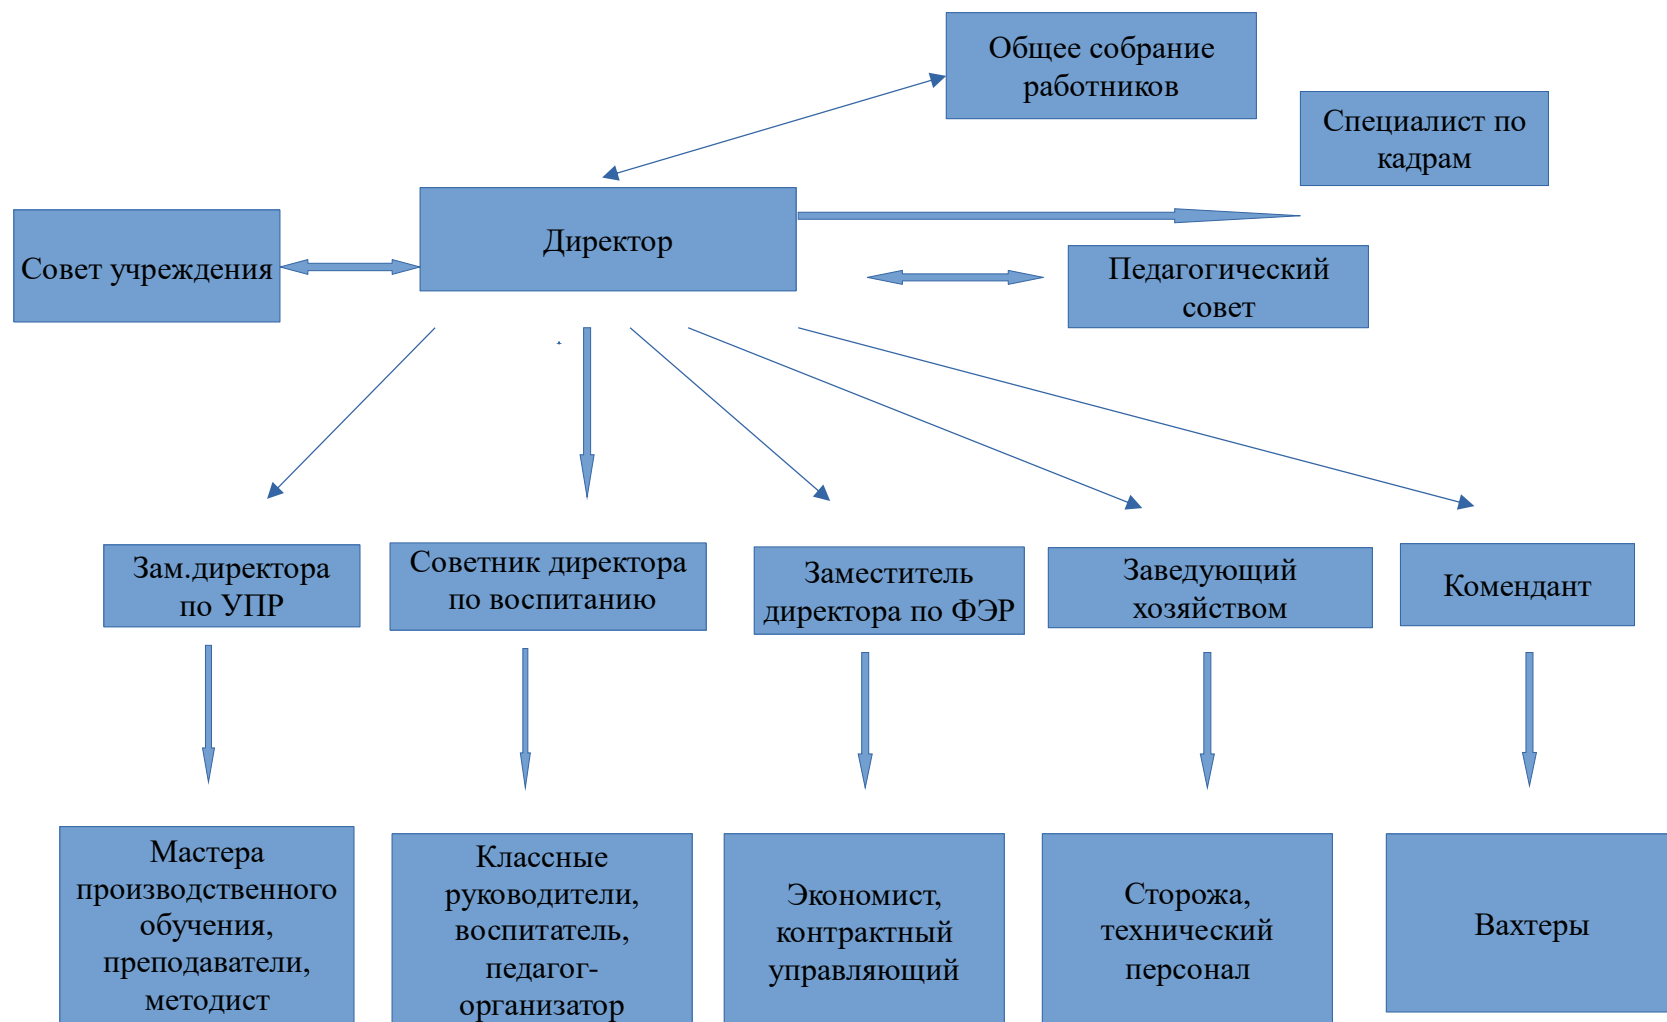 Общее собрание
работников
Специалист по
кадрам
Директор
Совет учреждения
Педагогический
совет
Зам.директора
по УПР
Советник директора
по воспитанию
Заместитель
директора по ФЭР
Заведующий
хозяйством
Комендант
Мастера
производственного
обучения,
преподаватели,
методист
Классные
руководители,
воспитатель,
педагог-
организатор
Экономист,
контрактный
управляющий
Сторожа,
технический
персонал
Вахтеры